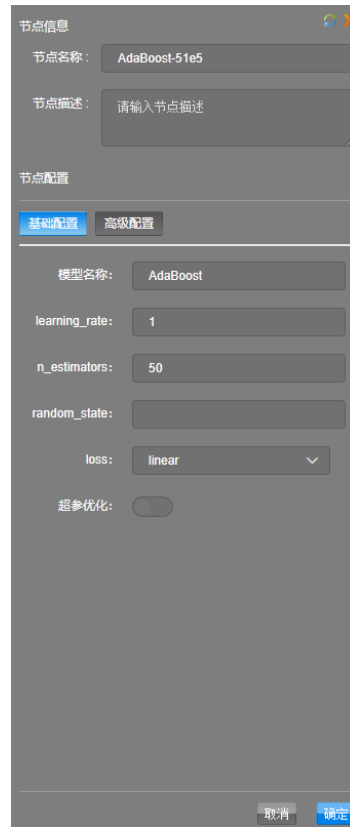 节点信息
节点名称： AdaBoost-51e5
节点描述： 请输入节点描述
节点配置
基础配置 高级配置
模型名称： AdaBoost
learning_rate： 1
n_estimators： 50
random_state：
loss： linear
超参优化：
取消 确定